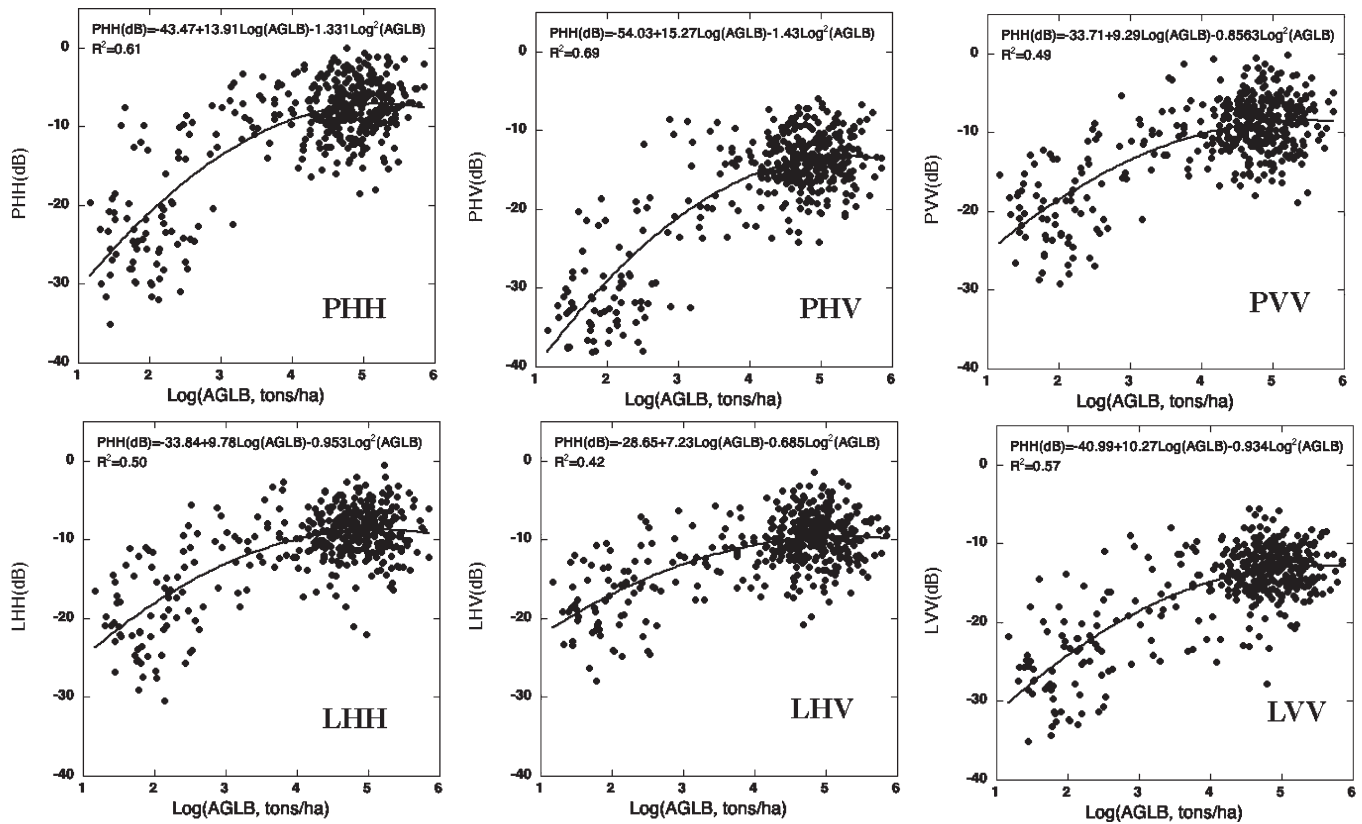 PHH(dB)=-43.47+13.91Log(AGLB)-1.331Log²(AGLB)
R²=0.61
0
-10
-20
-30
-40
PHH(dB)
PHH
1 2 3 4 5 6
Log(AGLB, tons/ha)
PHH(dB)=-54.03+15.27Log(AGLB)-1.43Log²(AGLB)
R²=0.69
0
-10
-20
-30
-40
PHV(dB)
PHV
1 2 3 4 5 6
Log(AGLB, tons/ha)
PHH(dB)=-33.71+9.29Log(AGLB)-0.8563Log²(AGLB)
R²=0.49
0
-10
-20
-30
-40
PVV(dB)
PVV
1 2 3 4 5 6
Log(AGLB, tons/ha)
PHH(dB)=-33.84+9.78Log(AGLB)-0.953Log²(AGLB)
R²=0.50
0
-10
-20
-30
-40
LHH(dB)
LHH
1 2 3 4 5 6
Log(AGLB, tons/ha)
PHH(dB)=-28.65+7.23Log(AGLB)-0.685Log²(AGLB)
R²=0.42
0
-10
-20
-30
-40
LHV(dB)
LHV
1 2 3 4 5 6
Log(AGLB, tons/ha)
PHH(dB)=-40.99+10.27Log(AGLB)-0.934Log²(AGLB)
R²=0.57
0
-10
-20
-30
-40
LVV(dB)
LVV
1 2 3 4 5 6
Log(AGLB, tons/ha)